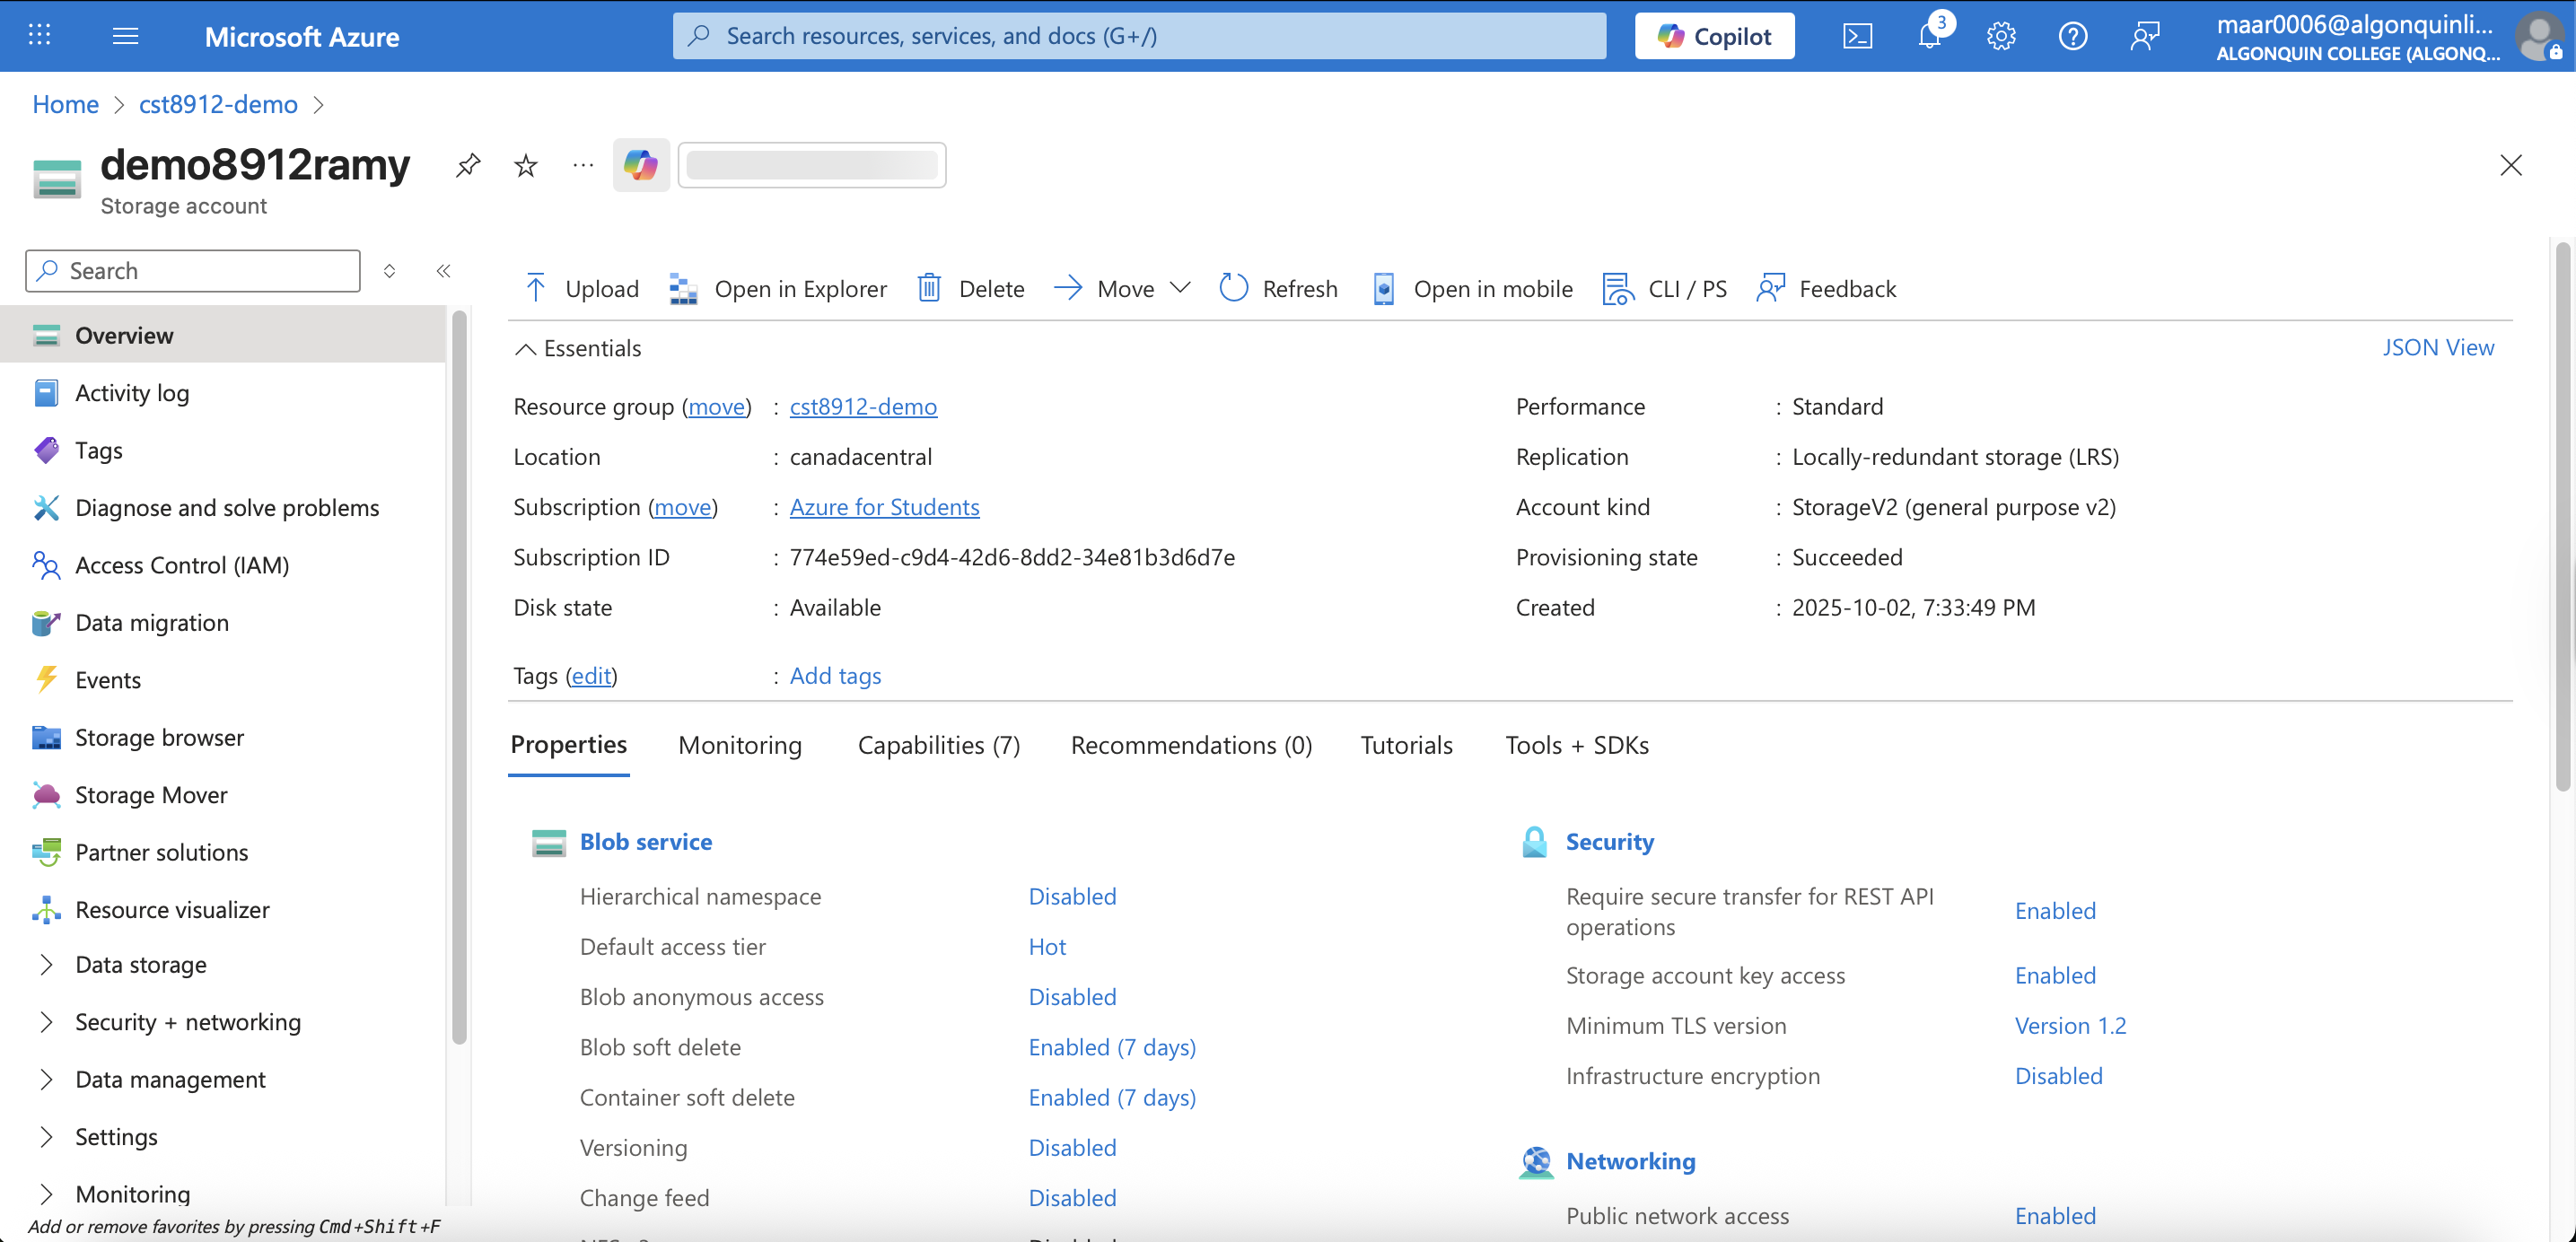 Microsoft Azure
Search resources, services, and docs (G+/)
Copilot
3
maar0006@algonquinli...
ALGONQUIN COLLEGE (ALGONQ...
Home > cst8912-demo >
demo8912ramy
Storage account
Search
Overview
Activity log
Tags
Diagnose and solve problems
Access Control (IAM)
Data migration
Events
Storage browser
Storage Mover
Partner solutions
Resource visualizer
Data storage
Security + networking
Data management
Settings
Monitoring
Add or remove favorites by pressing Cmd+Shift+F
Upload Open in Explorer Delete Move Refresh Open in mobile CLI / PS Feedback
Essentials
JSON View
Resource group (move) : cst8912-demo
Location : canadacentral
Subscription (move) : Azure for Students
Subscription ID : 774e59ed-c9d4-42d6-8dd2-34e81b3d6d7e
Disk state : Available
Performance : Standard
Replication : Locally-redundant storage (LRS)
Account kind : StorageV2 (general purpose v2)
Provisioning state : Succeeded
Created : 2025-10-02, 7:33:49 PM
Tags (edit) : Add tags
Properties Monitoring Capabilities (7) Recommendations (0) Tutorials Tools + SDKs
Blob service
Hierarchical namespace Disabled
Default access tier Hot
Blob anonymous access Disabled
Blob soft delete Enabled (7 days)
Container soft delete Enabled (7 days)
Versioning Disabled
Change feed Disabled
Security
Require secure transfer for REST API
operations Enabled
Storage account key access Enabled
Minimum TLS version Version 1.2
Infrastructure encryption Disabled
Networking
Public network access Enabled